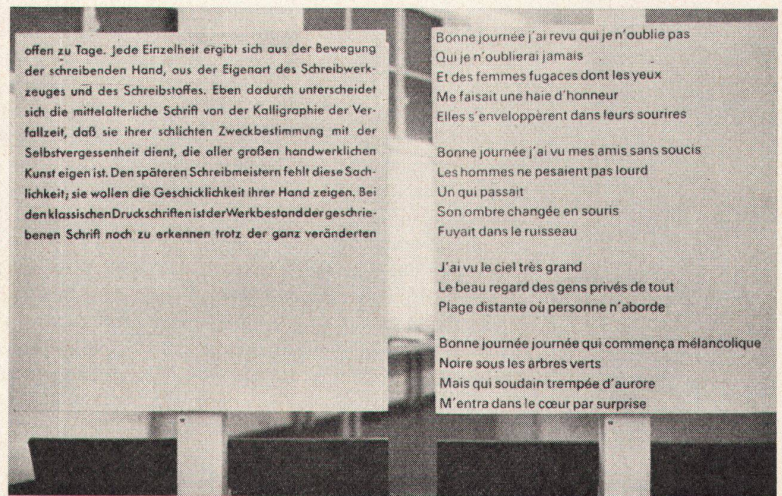 offen zu Tage. Jede Einzelheit ergibt sich aus der Bewegung
der schreibenden Hand, aus der Eigenart des Schreibwerk-
zeuges und des Schreibstoffes. Eben dadurch unterscheidet
sich die mittelalterliche Schrift von der Kalligraphie der Ver-
fallzeit, daß sie ihrer schlichten Zweckbestimmung mit der
Selbstvergessenheit dient, die aller großen handwerklichen
Kunst eigen ist. Den späteren Schreibmeistern fehlt diese Sach-
lichkeit; sie wollen die Geschicklichkeit ihrer Hand zeigen. Bei
den klassischen Druckschriften ist der Werkbestand der geschrie-
benen Schrift noch zu erkennen trotz der ganz veränderten
Bonne journée j'ai revu qui je n'oublie pas
Qui je n'oublierai jamais
Et des femmes fugaces dont les yeux
Me faisait une haie d'honneur
Elles s'enveloppèrent dans leurs sourires
Bonne journée j'ai vu mes amis sans soucis
Les hommes ne pesaient pas lourd
Un qui passait
Son ombre changée en souris
Fuyait dans le ruisseau
J'ai vu le ciel très grand
Le beau regard des gens privés de tout
Plage distante où personne n'aborde
Bonne journée journée qui commença mélancolique
Noire sous les arbres verts
Mais qui soudain trempée d'aurore
M'entra dans le cœur par surprise